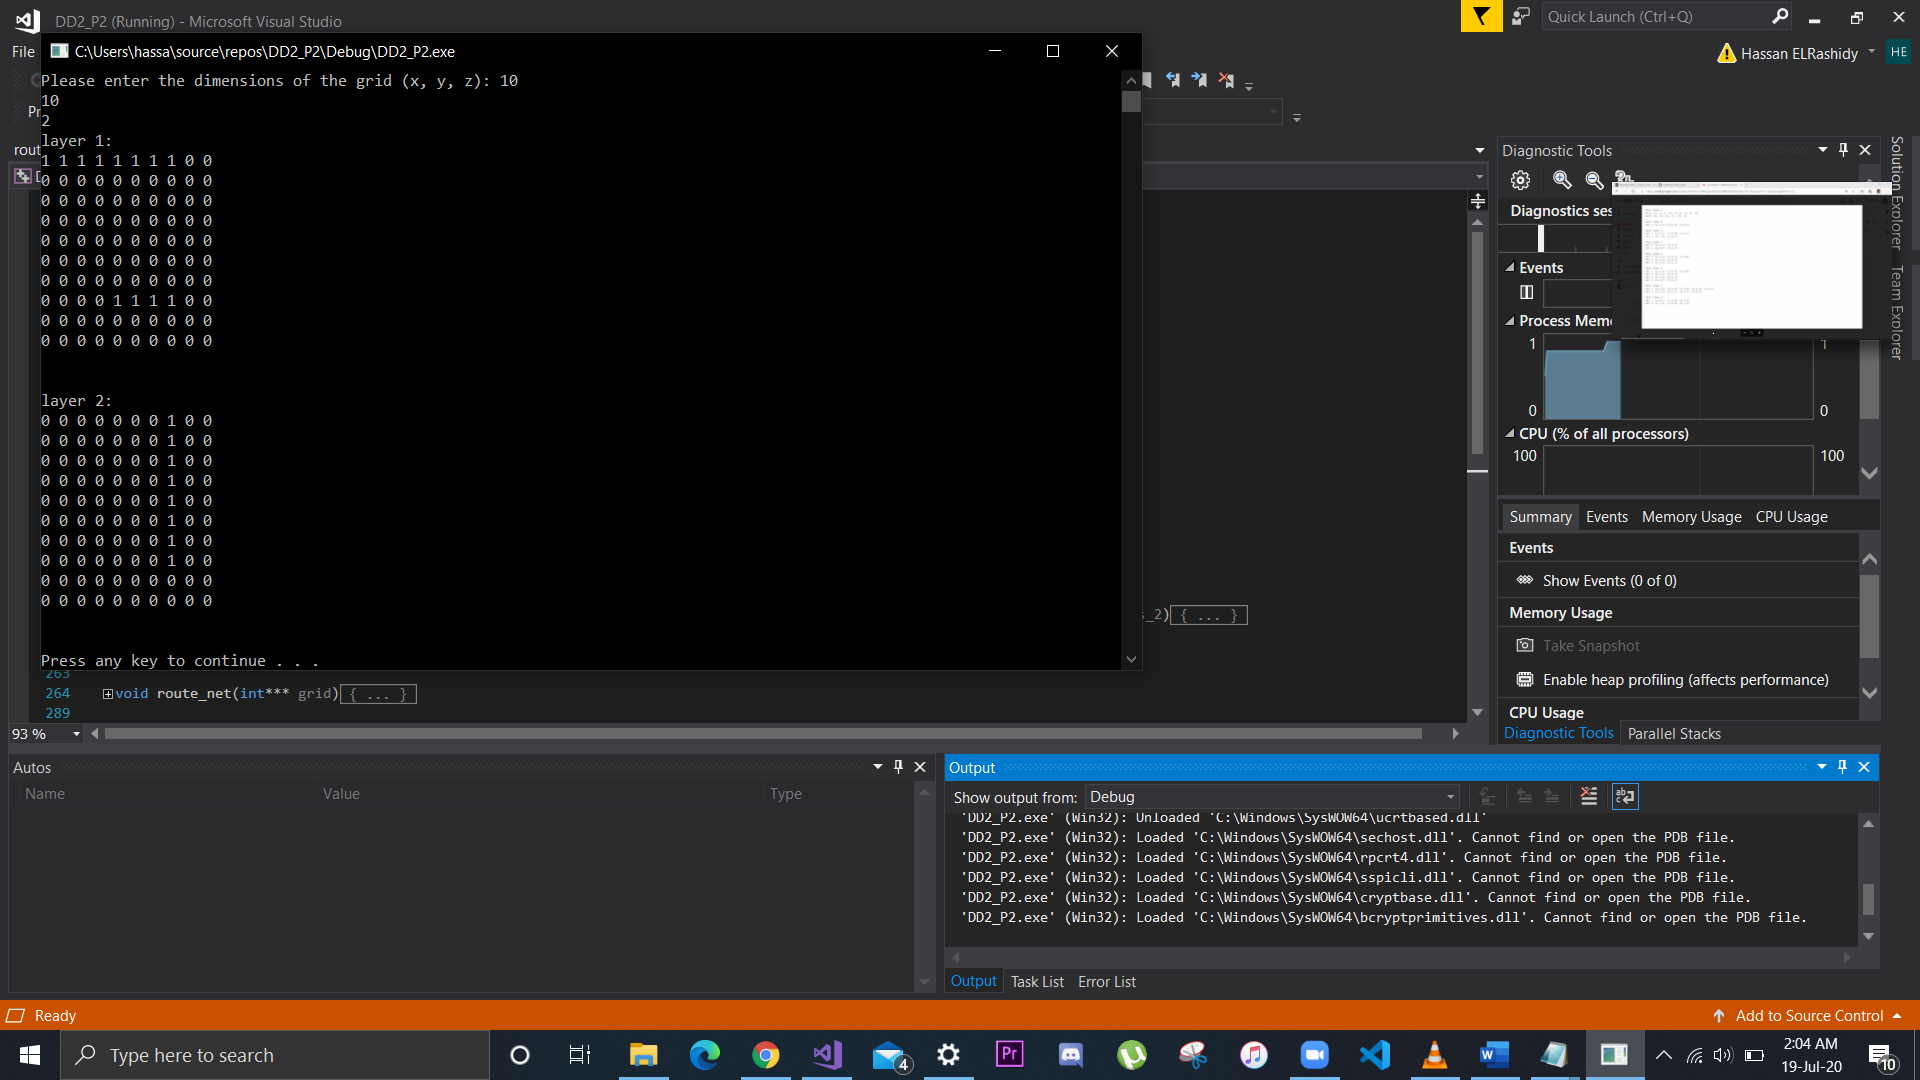 DD2_P2 (Running) - Microsoft Visual Studio
Quick Launch (Ctrl+Q)
File
C:\Users\hassa\source\repos\DD2_P2\Debug\DD2_P2.exe
Hassan ELRashidy
HE
Please enter the dimensions of the grid (x, y, z): 10
10
2
layer 1:
1 1 1 1 1 1 1 1 0 0
0 0 0 0 0 0 0 0 0 0
0 0 0 0 0 0 0 0 0 0
0 0 0 0 0 0 0 0 0 0
0 0 0 0 0 0 0 0 0 0
0 0 0 0 0 0 0 0 0 0
0 0 0 0 0 0 0 0 0 0
0 0 0 0 1 1 1 1 0 0
0 0 0 0 0 0 0 0 0 0
0 0 0 0 0 0 0 0 0 0
layer 2:
0 0 0 0 0 0 0 1 0 0
0 0 0 0 0 0 0 1 0 0
0 0 0 0 0 0 0 1 0 0
0 0 0 0 0 0 0 1 0 0
0 0 0 0 0 0 0 1 0 0
0 0 0 0 0 0 0 1 0 0
0 0 0 0 0 0 0 1 0 0
0 0 0 0 0 0 0 1 0 0
0 0 0 0 0 0 0 0 0 0
0 0 0 0 0 0 0 0 0 0
Press any key to continue . . .
Pr
rout
s_2){ ... }
263
264 void route_net(int*** grid){ ... }
289
93 %
Diagnostic Tools
Diagnostics ses
Events
Process Memo
1 1
0 0
CPU (% of all processors)
100 100
Summary Events Memory Usage CPU Usage
Events
Show Events (0 of 0)
Memory Usage
Take Snapshot
Enable heap profiling (affects performance)
CPU Usage
Diagnostic Tools Parallel Stacks
Solution Explorer
Team Explorer
Autos
Name Value Type
Output
Show output from: Debug
'DD2_P2.exe' (Win32): Unloaded 'C:\Windows\SysWOW64\ucrtbased.dll'
'DD2_P2.exe' (Win32): Loaded 'C:\Windows\SysWOW64\sechost.dll'. Cannot find or open the PDB file.
'DD2_P2.exe' (Win32): Loaded 'C:\Windows\SysWOW64\rpcrt4.dll'. Cannot find or open the PDB file.
'DD2_P2.exe' (Win32): Loaded 'C:\Windows\SysWOW64\sspicli.dll'. Cannot find or open the PDB file.
'DD2_P2.exe' (Win32): Loaded 'C:\Windows\SysWOW64\cryptbase.dll'. Cannot find or open the PDB file.
'DD2_P2.exe' (Win32): Loaded 'C:\Windows\SysWOW64\bcryptprimitives.dll'. Cannot find or open the PDB file.
Output Task List Error List
Ready
Add to Source Control
Type here to search
4
Pr
2:04 AM
19-Jul-20
10